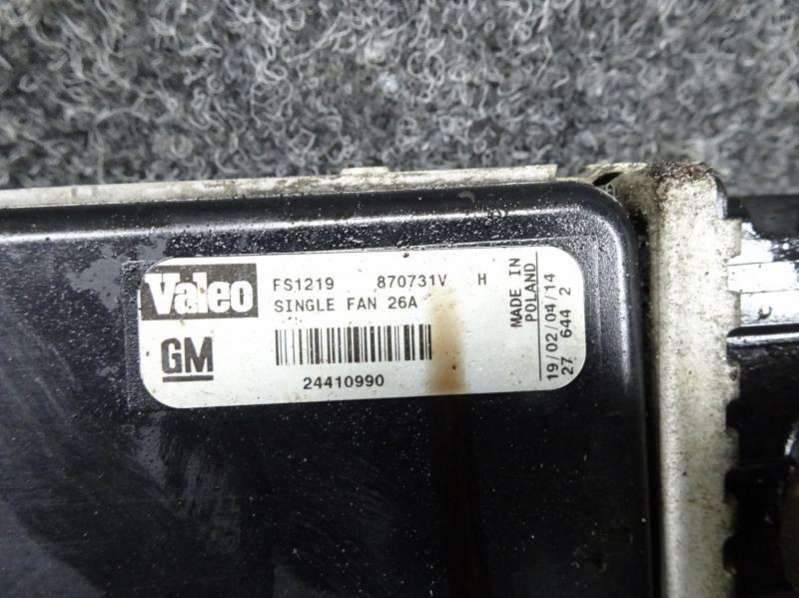 Valeo
FS1219 870731V H
SINGLE FAN 26A
GM
24410990
MADE IN
POLAND
19/02/04/14
27 644 2